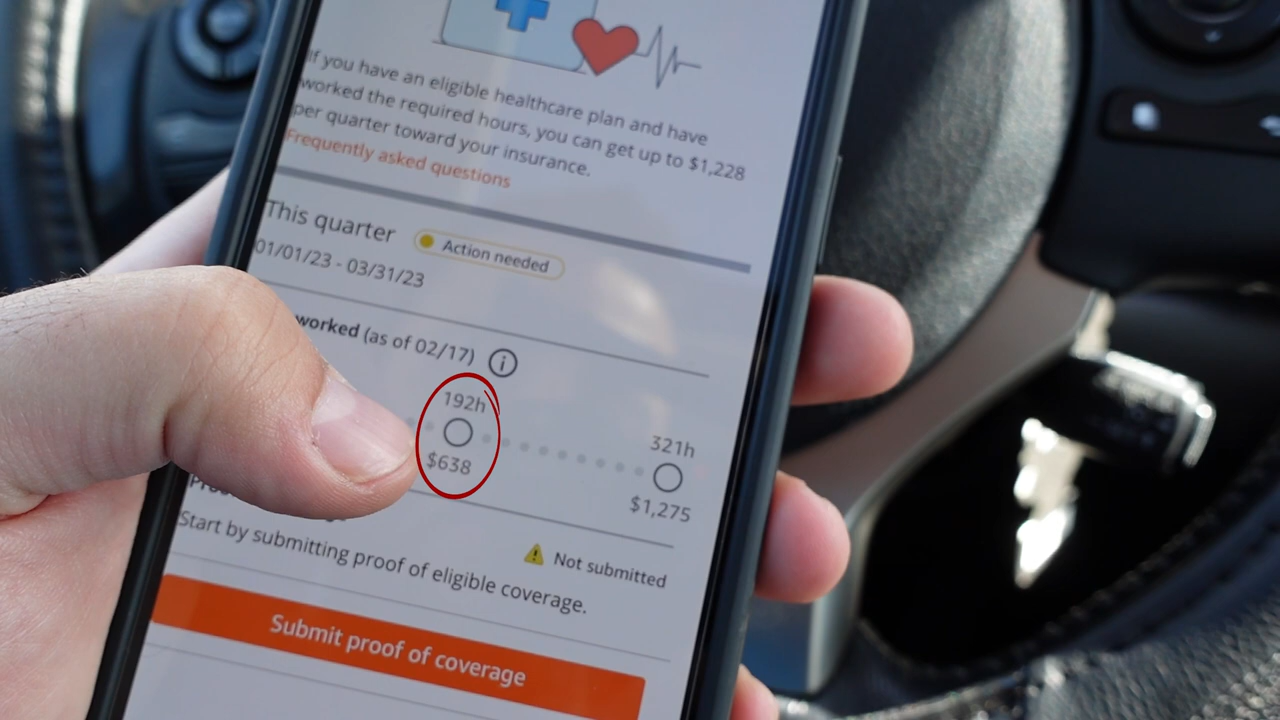 If you have an eligible healthcare plan and have
worked the required hours, you can get up to $1,228
per quarter toward your insurance.
Frequently asked questions
This quarter
Action needed
01/01/23 - 03/31/23
worked (as of 02/17)
192h
$638
321h
$1,275
Not submitted
Start by submitting proof of eligible coverage.
Submit proof of coverage